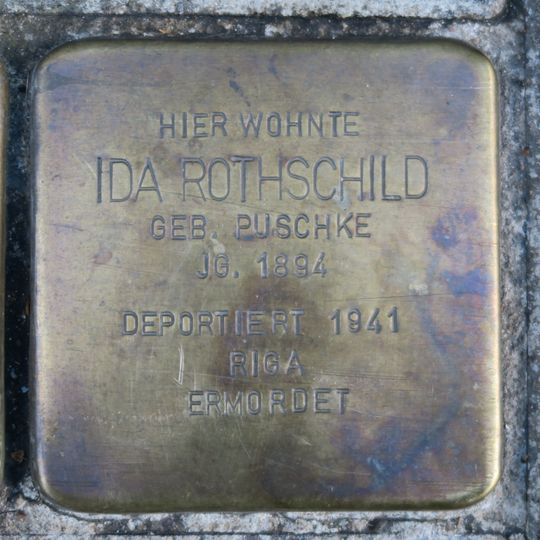 HIER WOHNTE
IDA ROTHSCHILD
GEB. PUSCHKE
JG. 1894
DEPORTIERT 1941
RIGA
ERMORDET